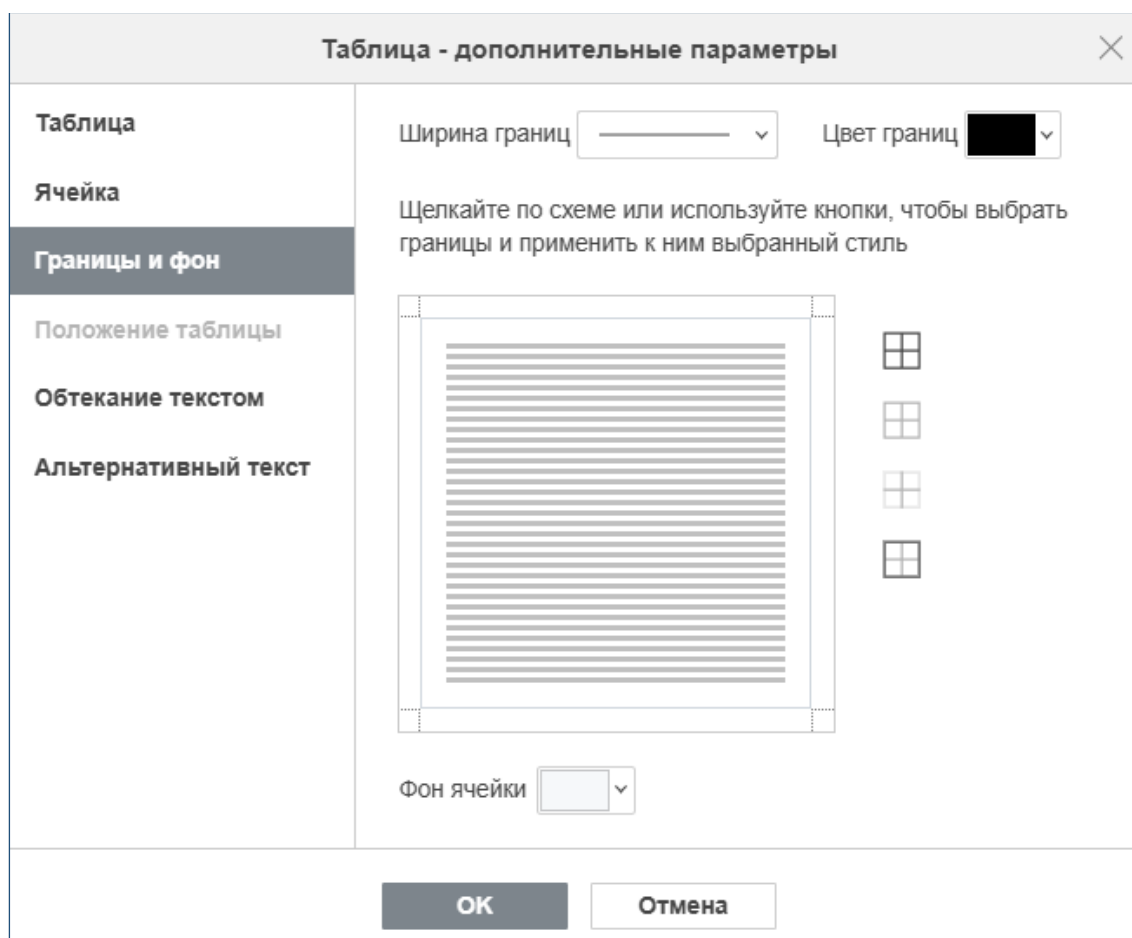 Таблица - дополнительные параметры
Таблица
Ячейка
Границы и фон
Положение таблицы
Обтекание текстом
Альтернативный текст
Ширина границ
Цвет границ
Щелкайте по схеме или используйте кнопки, чтобы выбрать
границы и применить к ним выбранный стиль
Фон ячейки
OK
Отмена